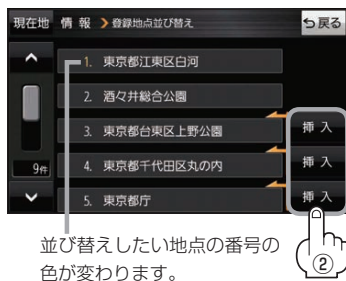 現在地 情 報 登録地点並び替え 戻る
1. 東京都江東区白河
2. 酒々井総合公園
3. 東京都台東区上野公園 挿 入
4. 東京都千代田区丸の内 挿 入
9件
5. 東京都庁 挿 入
並び替えしたい地点の番号の
色が変わります。
②